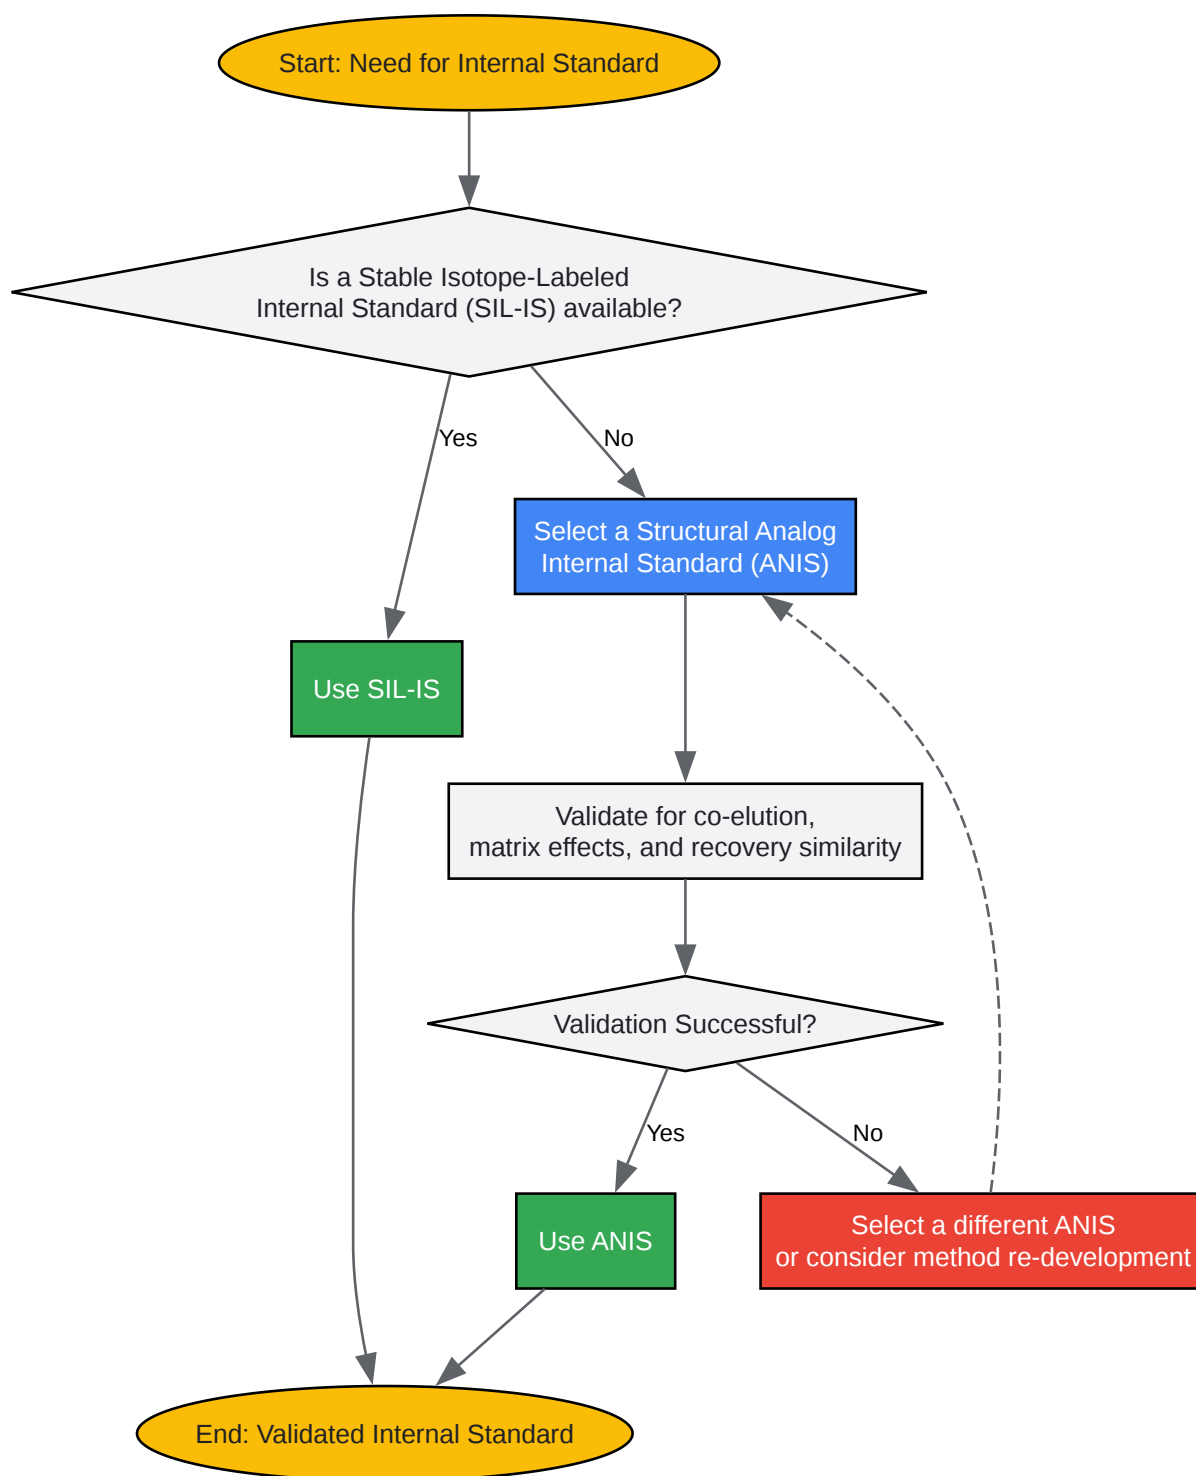 Start: Need for Internal Standard
Is a Stable Isotope-Labeled
Internal Standard (SIL-IS) available?
Yes
No
Select a Structural Analog
Internal Standard (ANIS)
Use SIL-IS
Validate for co-elution,
matrix effects, and recovery similarity
Validation Successful?
Yes
No
Use ANIS
Select a different ANIS
or consider method re-development
End: Validated Internal Standard